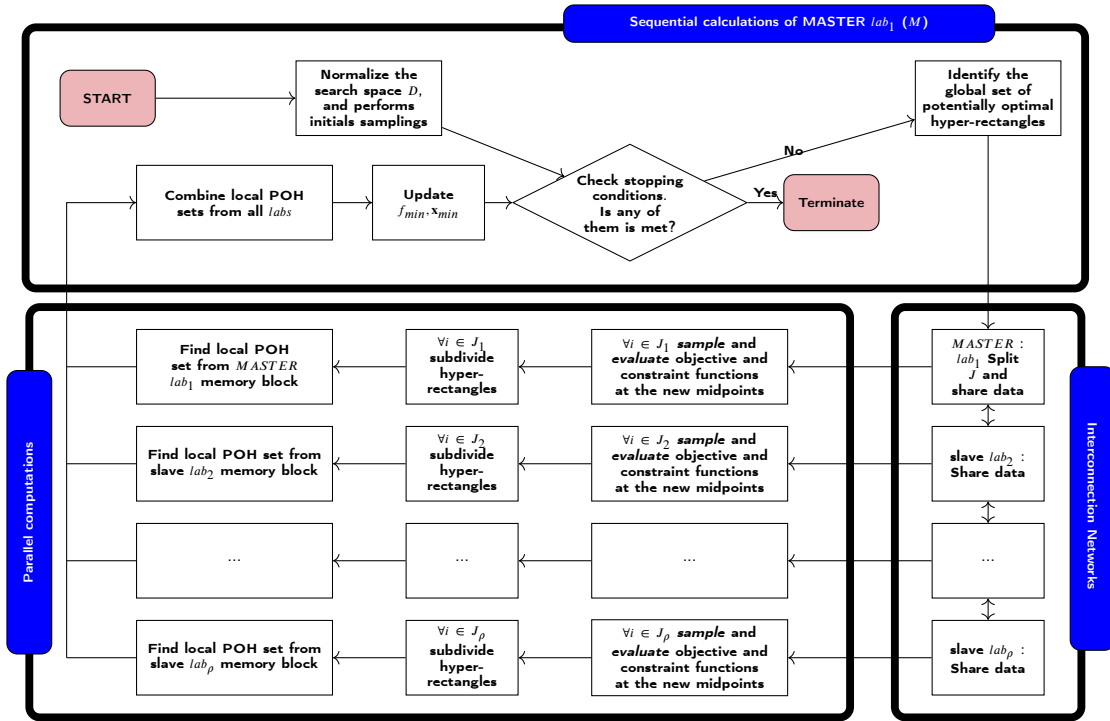 Sequential calculations of MASTER lab₁ (M)
START
Normalize the
search space D,
and performs
initials samplings
Identify the
global set of
potentially optimal
hyper-rectangles
No
Combine local POH
sets from all labs
Update
f_min, x_min
Check stopping
conditions.
Is any of
them is met?
Yes
Terminate
Parallel computations
Find local POH
set from MASTER
lab₁ memory block
∀i ∈ J₁
subdivide
hyper-
rectangles
∀i ∈ J₁ sample and
evaluate objective and
constraint functions
at the new midpoints
MASTER :
lab₁ Split
J and
share data
Find local POH set from
slave lab₂ memory block
∀i ∈ J₂
subdivide
hyper-
rectangles
∀i ∈ J₂ sample and
evaluate objective and
constraint functions
at the new midpoints
slave lab₂ :
Share data
...
...
...
...
Find local POH set from
slave lab_ρ memory block
∀i ∈ J_ρ
subdivide
hyper-
rectangles
∀i ∈ J_ρ sample and
evaluate objective and
constraint functions
at the new midpoints
slave lab_ρ :
Share data
Interconnection Networks